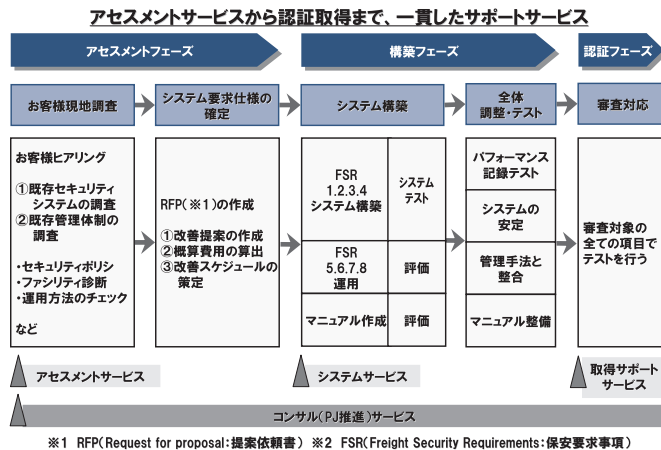 アセスメントサービスから認証取得まで、一貫したサポートサービス
アセスメントフェーズ
構築フェーズ
認証フェーズ
お客様現地調査
システム要求仕様の
確定
システム構築
全体
調整・テスト
審査対応
お客様ヒアリング
①既存セキュリティ
システムの調査
②既存管理体制の
調査
・セキュリティポリシ
・ファシリティ診断
・運用方法のチェック
など
RFP(※1)の作成
①改善提案の作成
②概算費用の算出
③改善スケジュールの
策定
FSR
1.2.3.4
システム構築
システム
テスト
FSR
5,6,7,8
運用
評価
マニュアル作成
評価
パフォーマンス
記録テスト
システムの
安定
管理手法と
整合
マニュアル整備
審査対象の
全ての項目で
テストを行う
アセスメントサービス
システムサービス
取得サポート
サービス
コンサル(PJ推進)サービス
※1 RFP(Request for proposal:提案依頼書) ※2 FSR(Freight Security Requirements:保安要求事項)